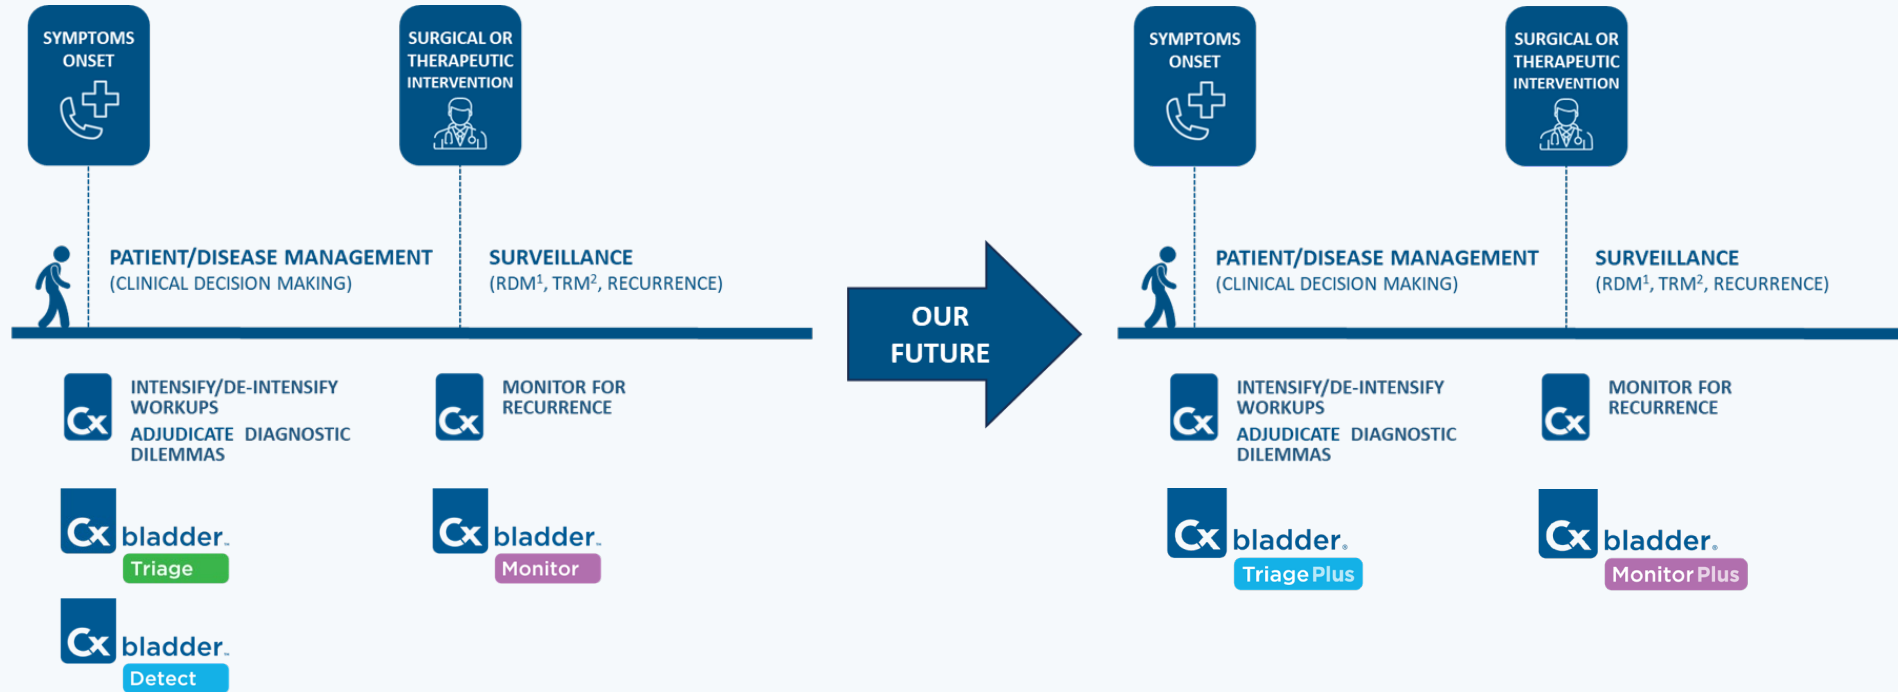 SYMPTOMS
ONSET
SURGICAL OR
THERAPEUTIC
INTERVENTION
PATIENT/DISEASE MANAGEMENT
(CLINICAL DECISION MAKING)
SURVEILLANCE
(RDM¹, TRM², RECURRENCE)
Cx
INTENSIFY/DE-INTENSIFY
WORKUPS
ADJUDICATE DIAGNOSTIC
DILEMMAS
Cx
MONITOR FOR
RECURRENCE
Cx bladder™
Triage
Cx bladder™
Monitor
Cx bladder™
Detect
OUR
FUTURE
SYMPTOMS
ONSET
SURGICAL OR
THERAPEUTIC
INTERVENTION
PATIENT/DISEASE MANAGEMENT
(CLINICAL DECISION MAKING)
SURVEILLANCE
(RDM¹, TRM², RECURRENCE)
Cx
INTENSIFY/DE-INTENSIFY
WORKUPS
ADJUDICATE DIAGNOSTIC
DILEMMAS
Cx
MONITOR FOR
RECURRENCE
Cx bladder®
Triage Plus
Cx bladder®
Monitor Plus